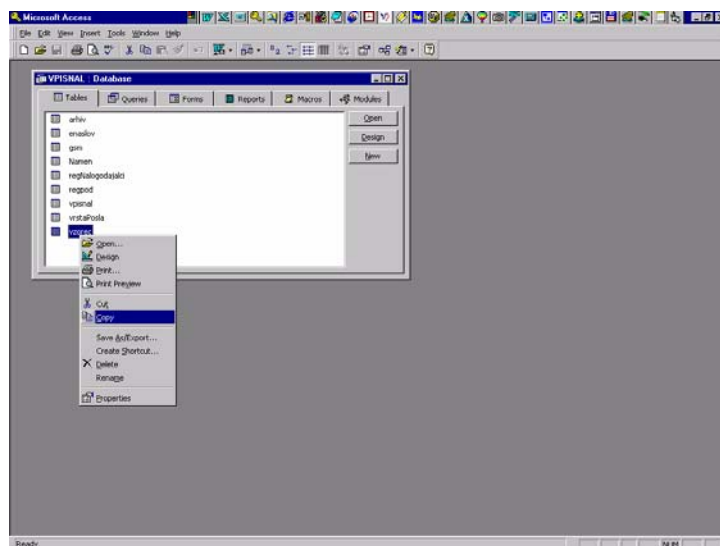 Microsoft Access
File Edit View Insert Tools Window Help
VPISNAL : Database
Tables Queries Forms Reports Macros Modules
arhiv
enaslov
gsm
Namen
regNalogodajalci
regpod
vpisnal
vrstaPosla
vzorec
Open
Design
New
Open...
Design
Print...
Print Preview
Cut
Copy
Save As/Export...
Create Shortcut...
Delete
Rename
Properties
Ready
NUM